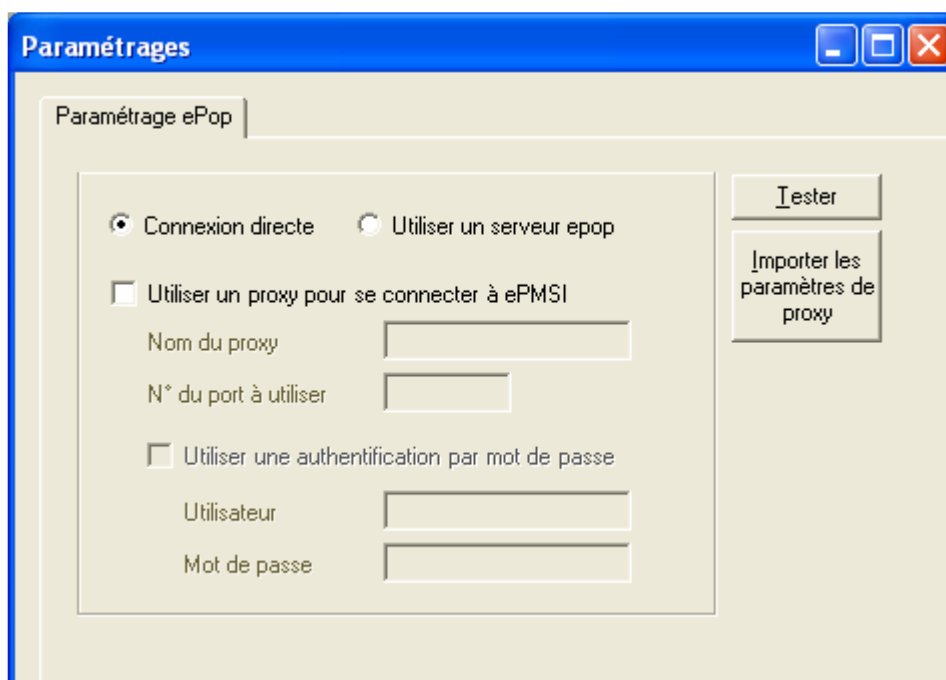 Paramétrages
Paramétrage ePop
Connexion directe
Utiliser un serveur epop
Tester
Importer les
paramètres de
proxy
Utiliser un proxy pour se connecter à ePMSI
Nom du proxy
N° du port à utiliser
Utiliser une authentification par mot de passe
Utilisateur
Mot de passe